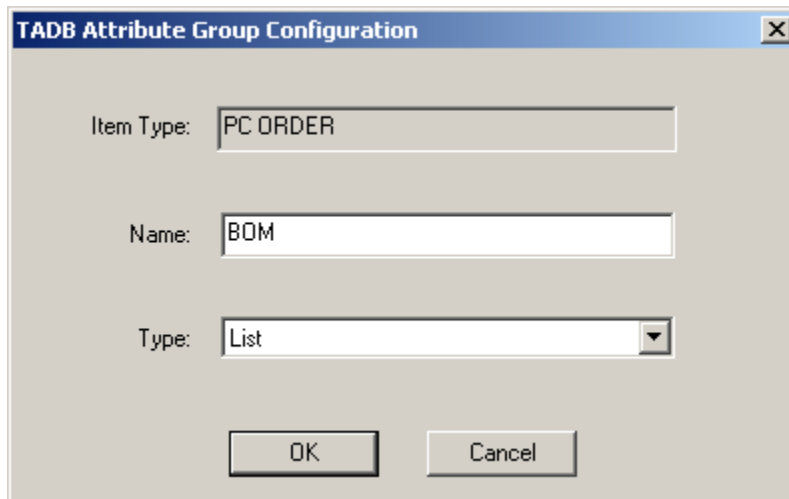 TADB Attribute Group Configuration
Item Type: PC ORDER
Name: BOM
Type: List
OK Cancel